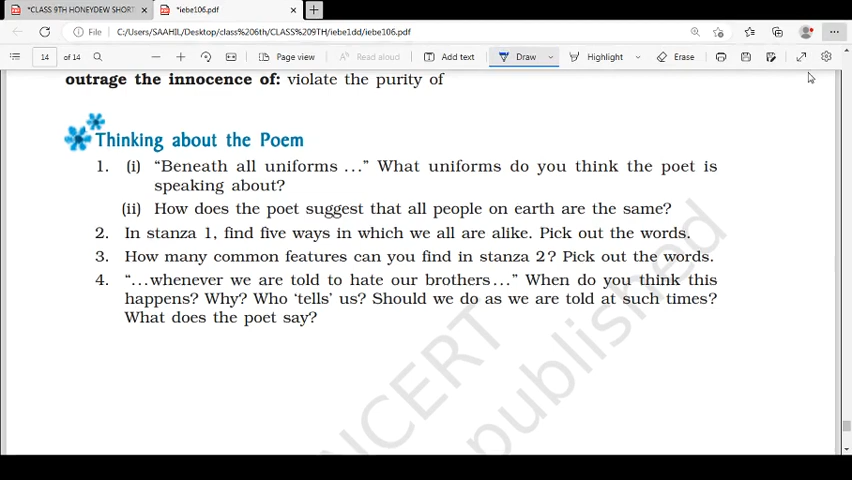 *CLASS 9TH HONEYDEW SHORT
*iebe106.pdf
File
C:/Users/SAAHIL/Desktop/class%206th/CLASS%209TH/iebe1dd/iebe106.pdf
14
of 14
Page view
Read aloud
Add text
Draw
Highlight
Erase
outrage the innocence of: violate the purity of
Thinking about the Poem
1. (i) “Beneath all uniforms ...” What uniforms do you think the poet is
speaking about?
(ii) How does the poet suggest that all people on earth are the same?
2. In stanza 1, find five ways in which we all are alike. Pick out the words.
3. How many common features can you find in stanza 2? Pick out the words.
4. “...whenever we are told to hate our brothers ...” When do you think this
happens? Why? Who ‘tells’ us? Should we do as we are told at such times?
What does the poet say?
NCERT
published